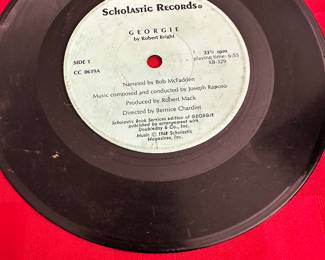 Scholastic Records®
GEORGIE
by Robert Bright
SIDE 1
CC 0619A
33⅓ rpm
playing time: 6:55
XB-329
Narrated by Bob McFadden
Music composed and conducted by Joseph Raposo
Produced by Robert Mack
Directed by Bernice Chardiet
Scholastic Book Services edition of GEORGIE
published by arrangement with
Doubleday & Co., Inc.
Music © 1968 Scholastic
Magazines, Inc.